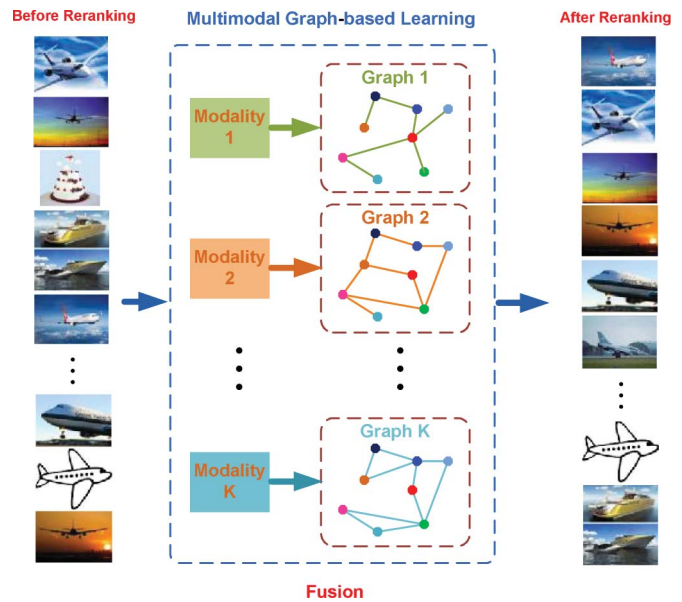 Before Reranking
Multimodal Graph-based Learning
After Reranking
Modality
1
Graph 1
Modality
2
Graph 2
Modality
K
Graph K
Fusion